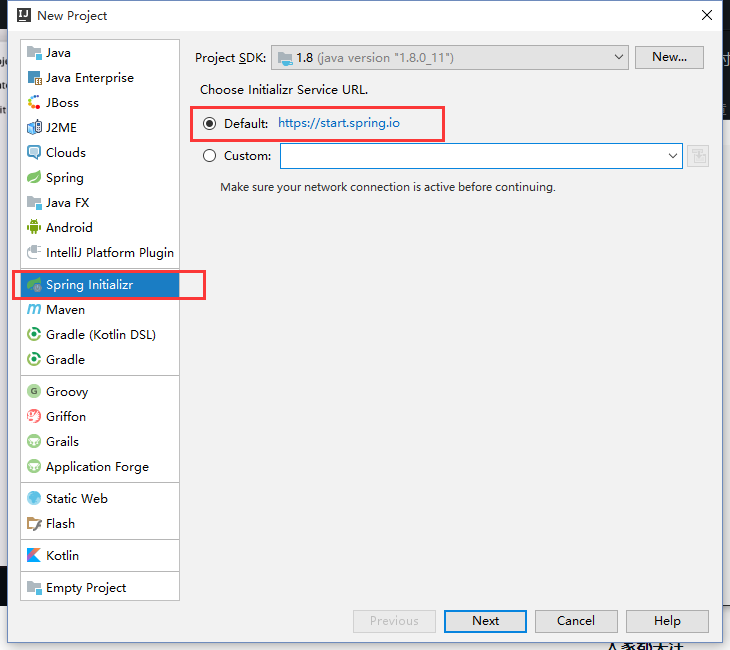 New Project
Java
Java Enterprise
JBoss
J2ME
Clouds
Spring
Java FX
Android
IntelliJ Platform Plugin
Spring Initializr
Maven
Gradle (Kotlin DSL)
Gradle
Groovy
Griffon
Grails
Application Forge
Static Web
Flash
Kotlin
Empty Project
Project SDK: 1.8 (java version "1.8.0_11") New...
Choose Initializr Service URL.
Default: https://start.spring.io
Custom:
Make sure your network connection is active before continuing.
Previous Next Cancel Help